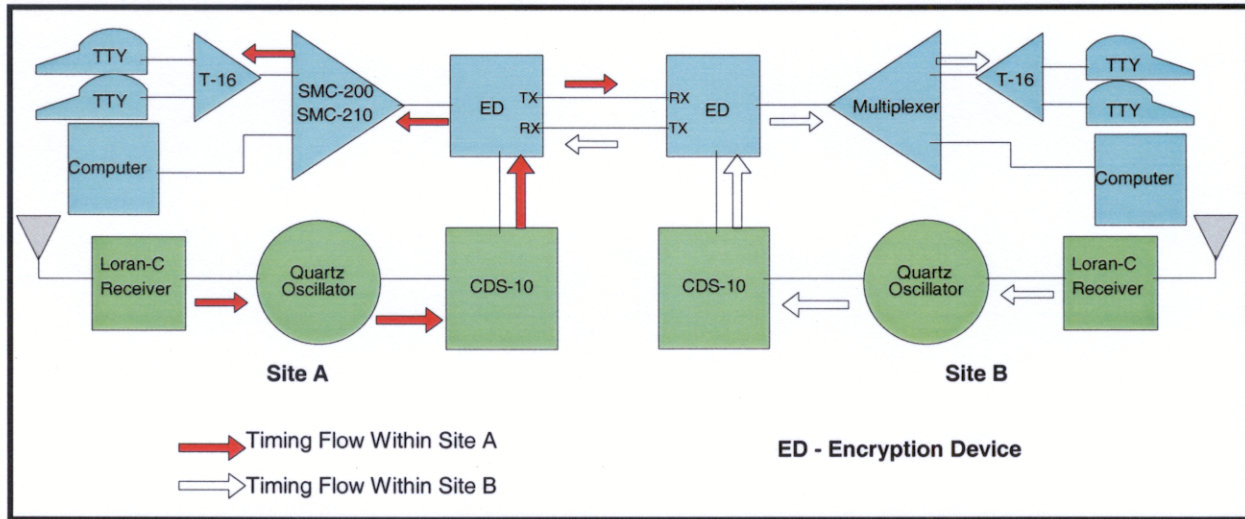 TTY
TTY
T-16
SMC-200
SMC-210
Computer
ED
TX
RX
RX
TX
ED
Multiplexer
T-16
TTY
TTY
Computer
Loran-C
Receiver
Quartz
Oscillator
CDS-10
CDS-10
Quartz
Oscillator
Loran-C
Receiver
Site A
Site B
Timing Flow Within Site A
Timing Flow Within Site B
ED - Encryption Device